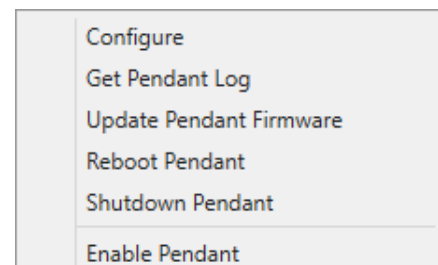 Configure
Get Pendant Log
Update Pendant Firmware
Reboot Pendant
Shutdown Pendant
Enable Pendant